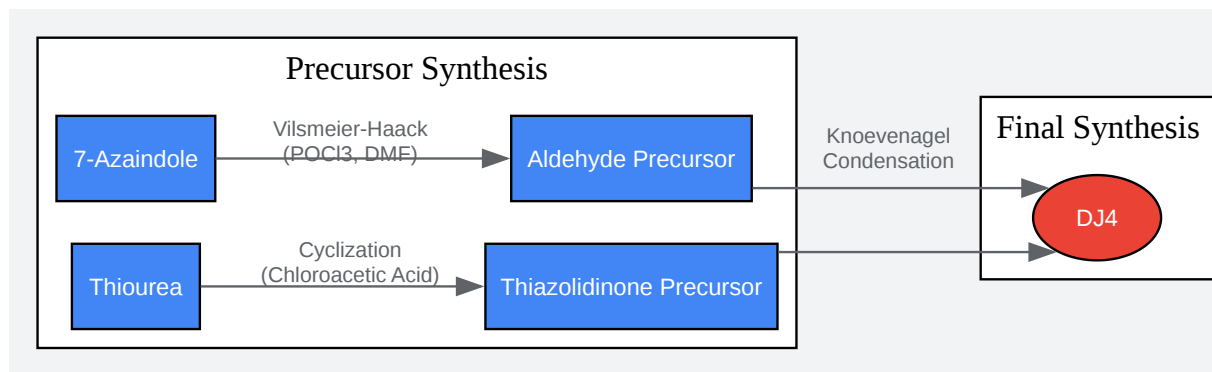 Precursor Synthesis
7-Azaindole
Vilsmeier-Haack
(POCl3, DMF)
Aldehyde Precursor
Thiourea
Cyclization
(Chloroacetic Acid)
Thiazolidinone Precursor
Knoevenagel
Condensation
Final Synthesis
DJ4